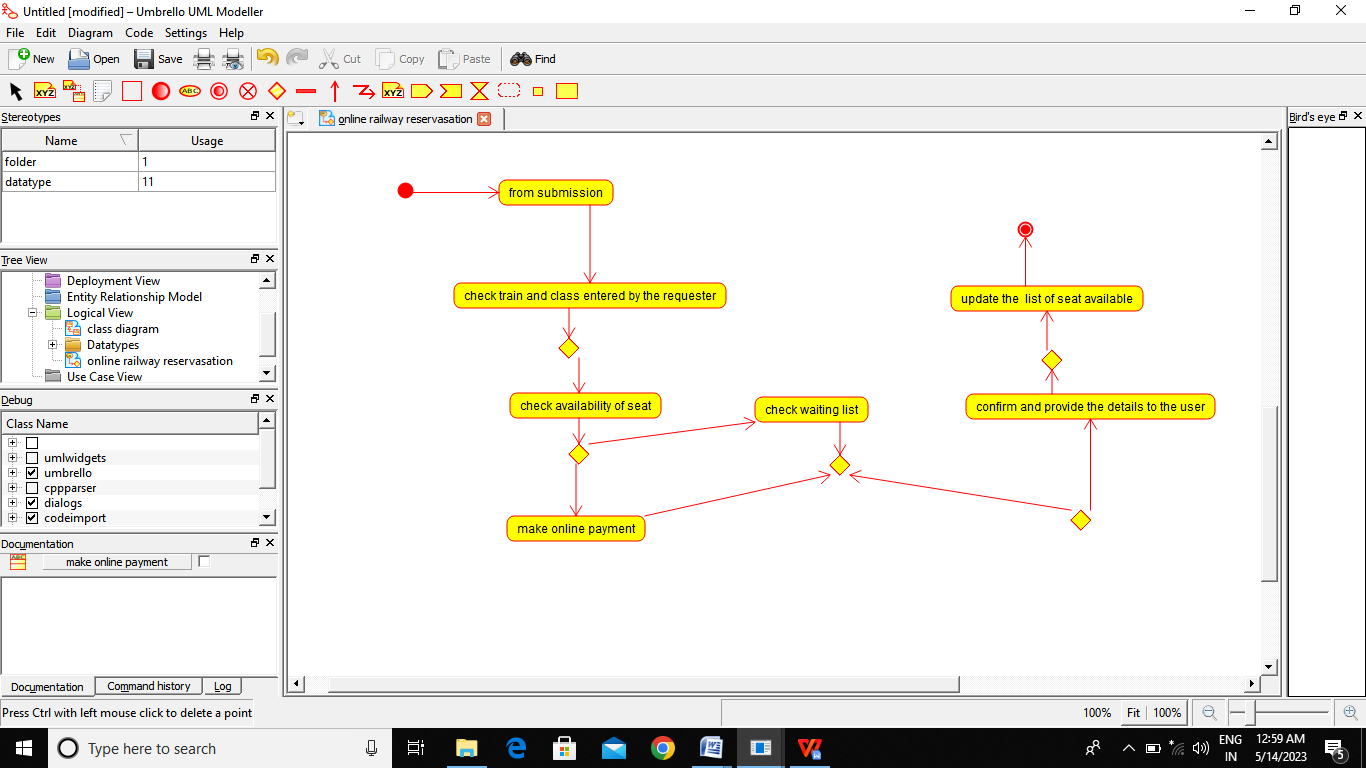 Untitled [modified] – Umbrello UML Modeller
File Edit Diagram Code Settings Help
New Open Save Cut Copy Paste Find
XYZ XYZ ABC XYZ
Stereotypes
Name Usage
folder 1
datatype 11
Tree View
Deployment View
Entity Relationship Model
Logical View
class diagram
Datatypes
online railway reservasation
Use Case View
Debug
Class Name
umlwidgets
umbrello
cppparser
dialogs
codeimport
Documentation
ABC make online payment
Documentation Command history Log
online railway reservasation
from submission
check train and class entered by the requester
check availability of seat
check waiting list
make online payment
update the list of seat available
confirm and provide the details to the user
Bird's eye
Press Ctrl with left mouse click to delete a point
100% Fit 100%
Type here to search
ENG
IN
12:59 AM
5/14/2023
5